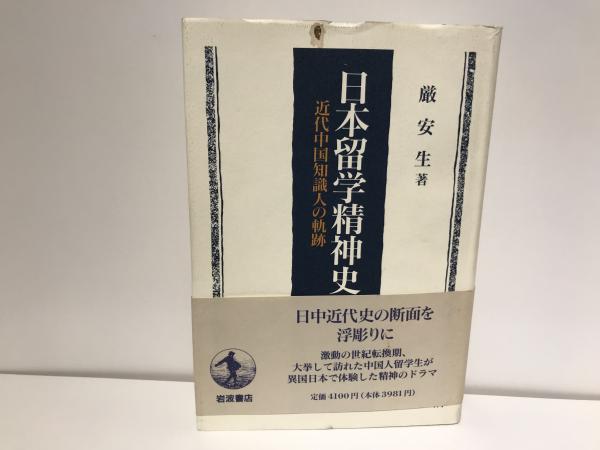 厳安生著
日本留学精神史
近代中国知識人の軌跡
日中近代史の断面を
浮彫りに
激動の世紀転換期、
大挙して訪れた中国人留学生が
異国日本で体験した精神のドラマ
定価4100円(本体3981円)
岩波書店